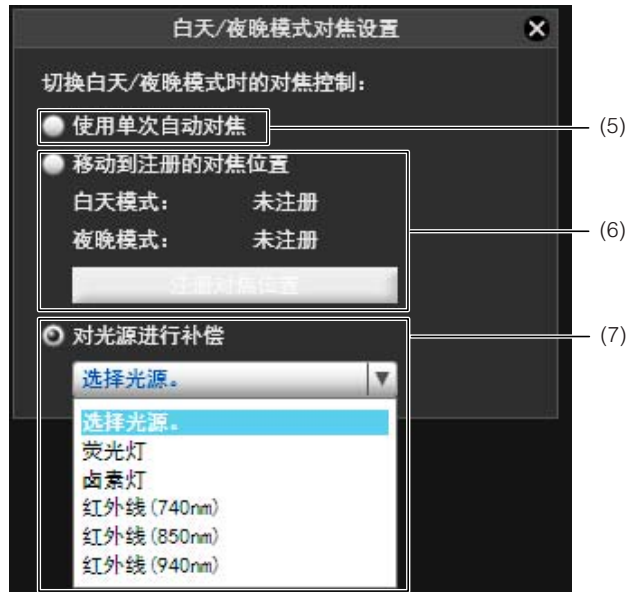 白天/夜晚模式对焦设置
切换白天/夜晚模式时的对焦控制:
使用单次自动对焦
(5)
移动到注册的对焦位置
白天模式: 未注册
夜晚模式: 未注册
(6)
注册对焦位置
对光源进行补偿
(7)
选择光源。
选择光源。
荧光灯
卤素灯
红外线(740nm)
红外线(850nm)
红外线(940nm)